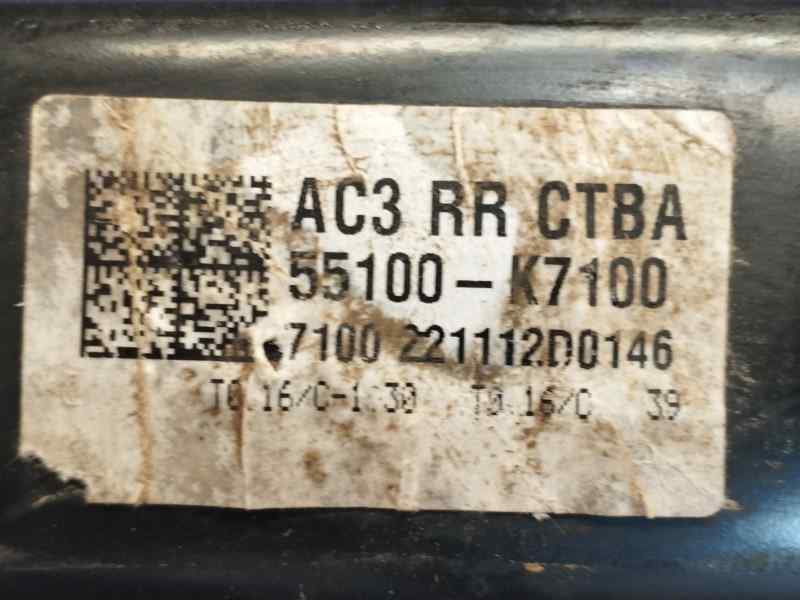 AC3 RR CTBA
55100-K7100
7100 221112D0146
T0.16/C-1.30 T0.16/C 39